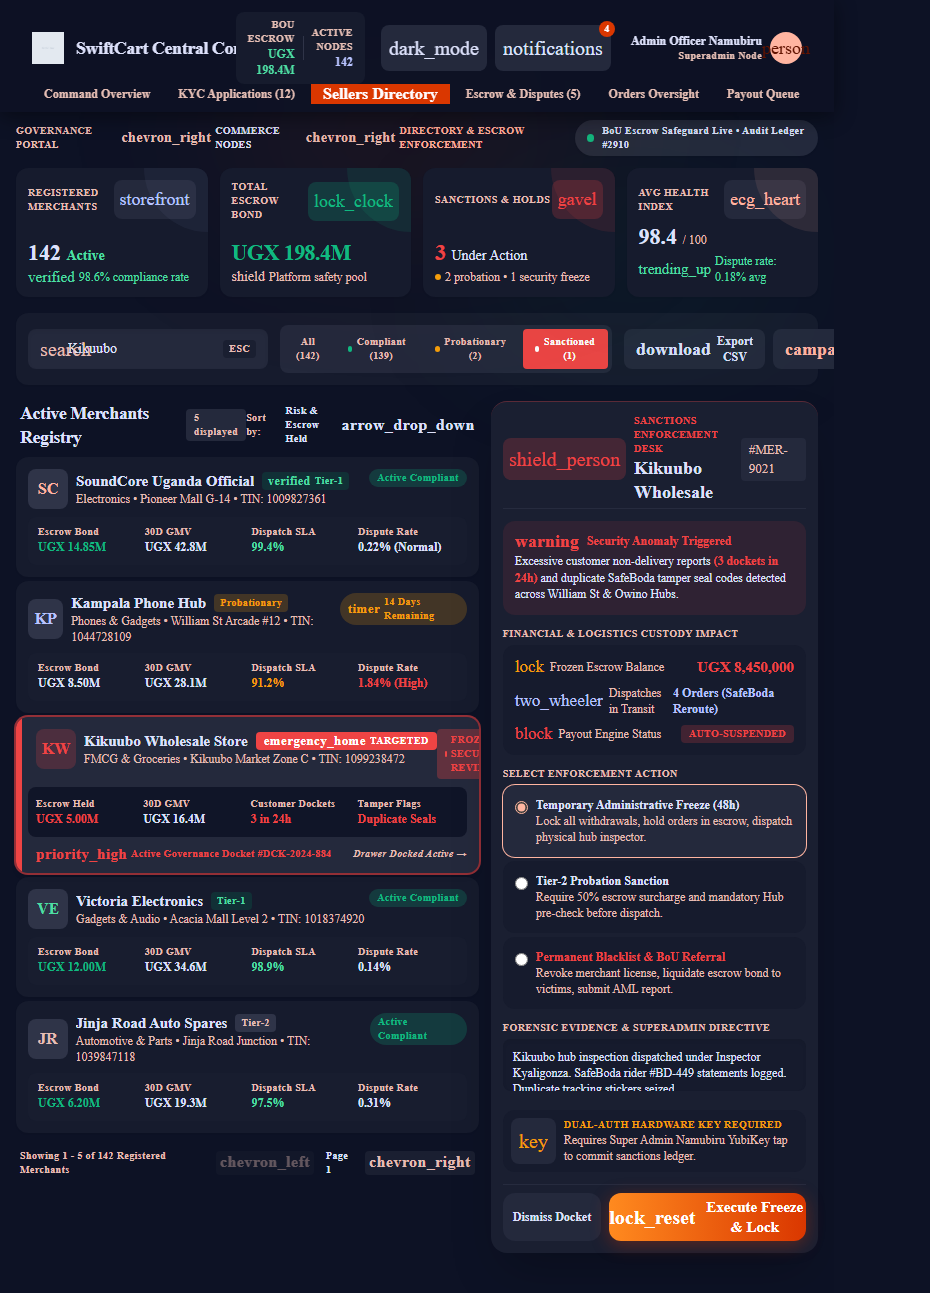 SwiftCart Central Co
BOU ESCROW UGX 198.4M
ACTIVE NODES 142
dark_mode
notifications
4
Admin Officer Namubiru
Superadmin Node
person
Command Overview
KYC Applications (12)
Sellers Directory
Escrow & Disputes (5)
Orders Oversight
Payout Queue
GOVERNANCE PORTAL
chevron_right
COMMERCE NODES
chevron_right
DIRECTORY & ESCROW ENFORCEMENT
BoU Escrow Safeguard Live • Audit Ledger #2910
REGISTERED MERCHANTS
storefront
142 Active
verified 98.6% compliance rate
TOTAL ESCROW BOND
lock_clock
UGX 198.4M
shield Platform safety pool
SANCTIONS & HOLDS
gavel
3 Under Action
2 probation • 1 security freeze
AVG HEALTH INDEX
ecg_heart
98.4 / 100
trending_up Dispute rate: 0.18% avg
search
Kikuubo
ESC
All (142)
Compliant (139)
Probationary (2)
Sanctioned (1)
download Export CSV
campa
Active Merchants Registry
5 displayed
Sort by:
Risk & Escrow Held
arrow_drop_down
SC
SoundCore Uganda Official
verified Tier-1
Active Compliant
Electronics • Pioneer Mall G-14 • TIN: 1009827361
Escrow Bond
30D GMV
Dispatch SLA
Dispute Rate
UGX 14.85M
UGX 42.8M
99.4%
0.22% (Normal)
KP
Kampala Phone Hub
Probationary
timer 14 Days Remaining
Phones & Gadgets • William St Arcade #12 • TIN:
1044728109
Escrow Bond
30D GMV
Dispatch SLA
Dispute Rate
UGX 8.50M
UGX 28.1M
91.2%
1.84% (High)
KW
Kikuubo Wholesale Store
emergency_home TARGETED
FROZ
SECU
REVI
FMCG & Groceries • Kikuubo Market Zone C • TIN: 1099238472
Escrow Held
30D GMV
Customer Dockets
Tamper Flags
UGX 5.00M
UGX 16.4M
3 in 24h
Duplicate Seals
priority_high Active Governance Docket #DCK-2024-884
Drawer Docked Active →
VE
Victoria Electronics
Tier-1
Active Compliant
Gadgets & Audio • Acacia Mall Level 2 • TIN: 1018374920
Escrow Bond
30D GMV
Dispatch SLA
Dispute Rate
UGX 12.00M
UGX 34.6M
98.9%
0.14%
JR
Jinja Road Auto Spares
Tier-2
Active Compliant
Automotive & Parts • Jinja Road Junction • TIN:
1039847118
Escrow Bond
30D GMV
Dispatch SLA
Dispute Rate
UGX 6.20M
UGX 19.3M
97.5%
0.31%
Showing 1 - 5 of 142 Registered Merchants
chevron_left
Page 1
chevron_right
shield_person
SANCTIONS ENFORCEMENT DESK
Kikuubo Wholesale
#MER-9021
warning Security Anomaly Triggered
Excessive customer non-delivery reports (3 dockets in
24h) and duplicate SafeBoda tamper seal codes detected
across William St & Owino Hubs.
FINANCIAL & LOGISTICS CUSTODY IMPACT
lock Frozen Escrow Balance
UGX 8,450,000
two_wheeler Dispatches in Transit
4 Orders (SafeBoda Reroute)
block Payout Engine Status
AUTO-SUSPENDED
SELECT ENFORCEMENT ACTION
Temporary Administrative Freeze (48h)
Lock all withdrawals, hold orders in escrow, dispatch
physical hub inspector.
Tier-2 Probation Sanction
Require 50% escrow surcharge and mandatory Hub
pre-check before dispatch.
Permanent Blacklist & BoU Referral
Revoke merchant license, liquidate escrow bond to
victims, submit AML report.
FORENSIC EVIDENCE & SUPERADMIN DIRECTIVE
Kikuubo hub inspection dispatched under Inspector
Kyaligonza. SafeBoda rider #BD-449 statements logged.
Duplicate tracking stickers seized.
key
DUAL-AUTH HARDWARE KEY REQUIRED
Requires Super Admin Namubiru YubiKey tap
to commit sanctions ledger.
Dismiss Docket
lock_reset Execute Freeze & Lock